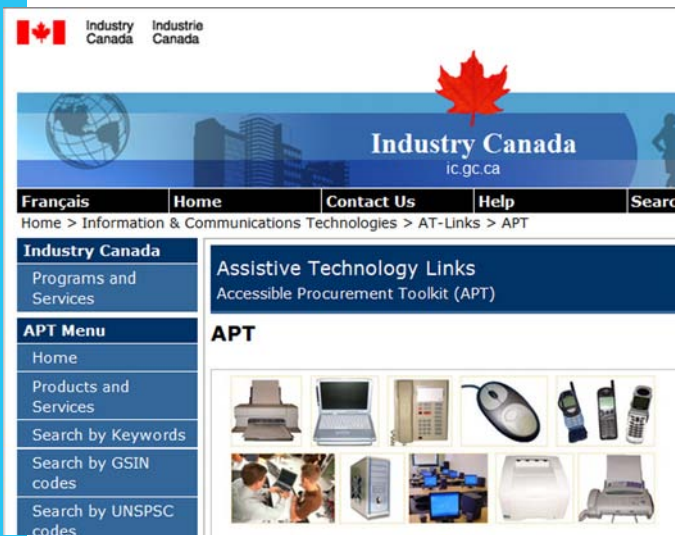 Industry Industrie
Canada Canada
Industry Canada
ic.gc.ca
Français Home Contact Us Help
Home > Information & Communications Technologies > AT-Links > APT
Industry Canada
Programs and
Services
APT Menu
Home
Products and
Services
Search by Keywords
Search by GSIN
codes
Search by UNSPSC
codes
Assistive Technology Links
Accessible Procurement Toolkit (APT)
APT